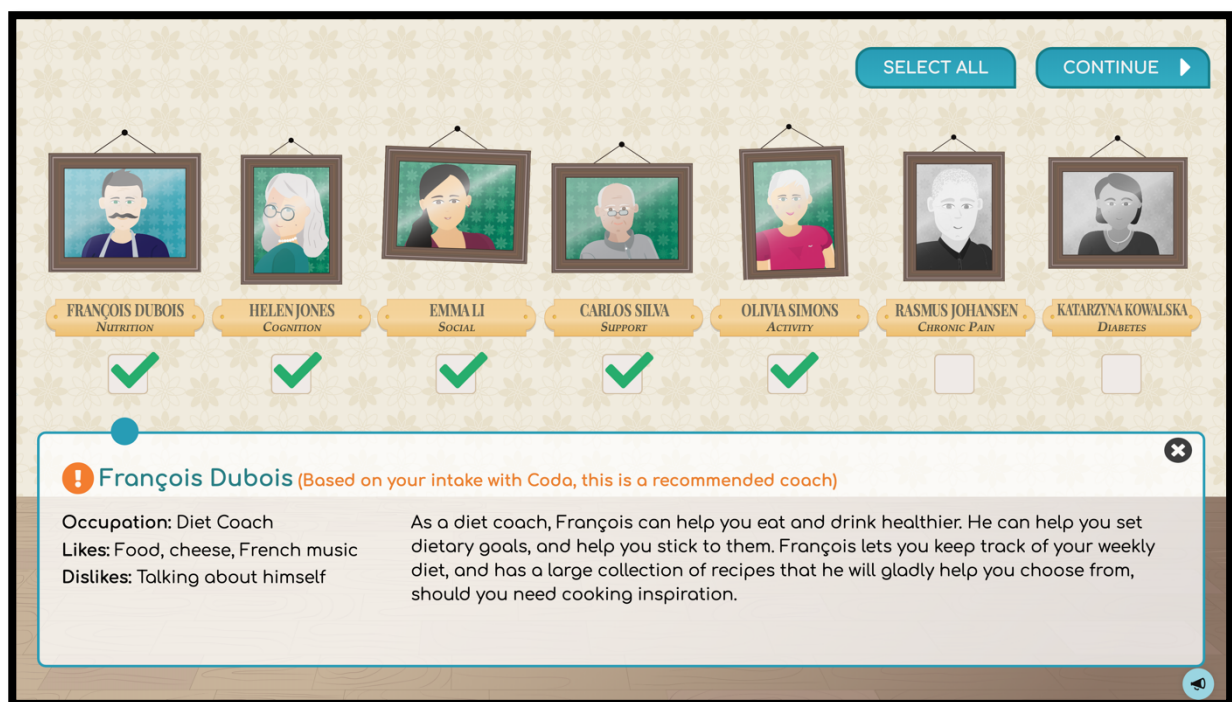 SELECT ALL
CONTINUE
FRANÇOIS DUBOIS
NUTRITION
HELEN JONES
COGNITION
EMMA LI
SOCIAL
CARLOS SILVA
SUPPORT
OLIVIA SIMONS
ACTIVITY
RASMUS JOHANSEN
CHRONIC PAIN
KATARZYNA KOWALSKA
DIABETES
! François Dubois (Based on your intake with Coda, this is a recommended coach)
Occupation: Diet Coach
Likes: Food, cheese, French music
Dislikes: Talking about himself
As a diet coach, François can help you eat and drink healthier. He can help you set
dietary goals, and help you stick to them. François lets you keep track of your weekly
diet, and has a large collection of recipes that he will gladly help you choose from,
should you need cooking inspiration.